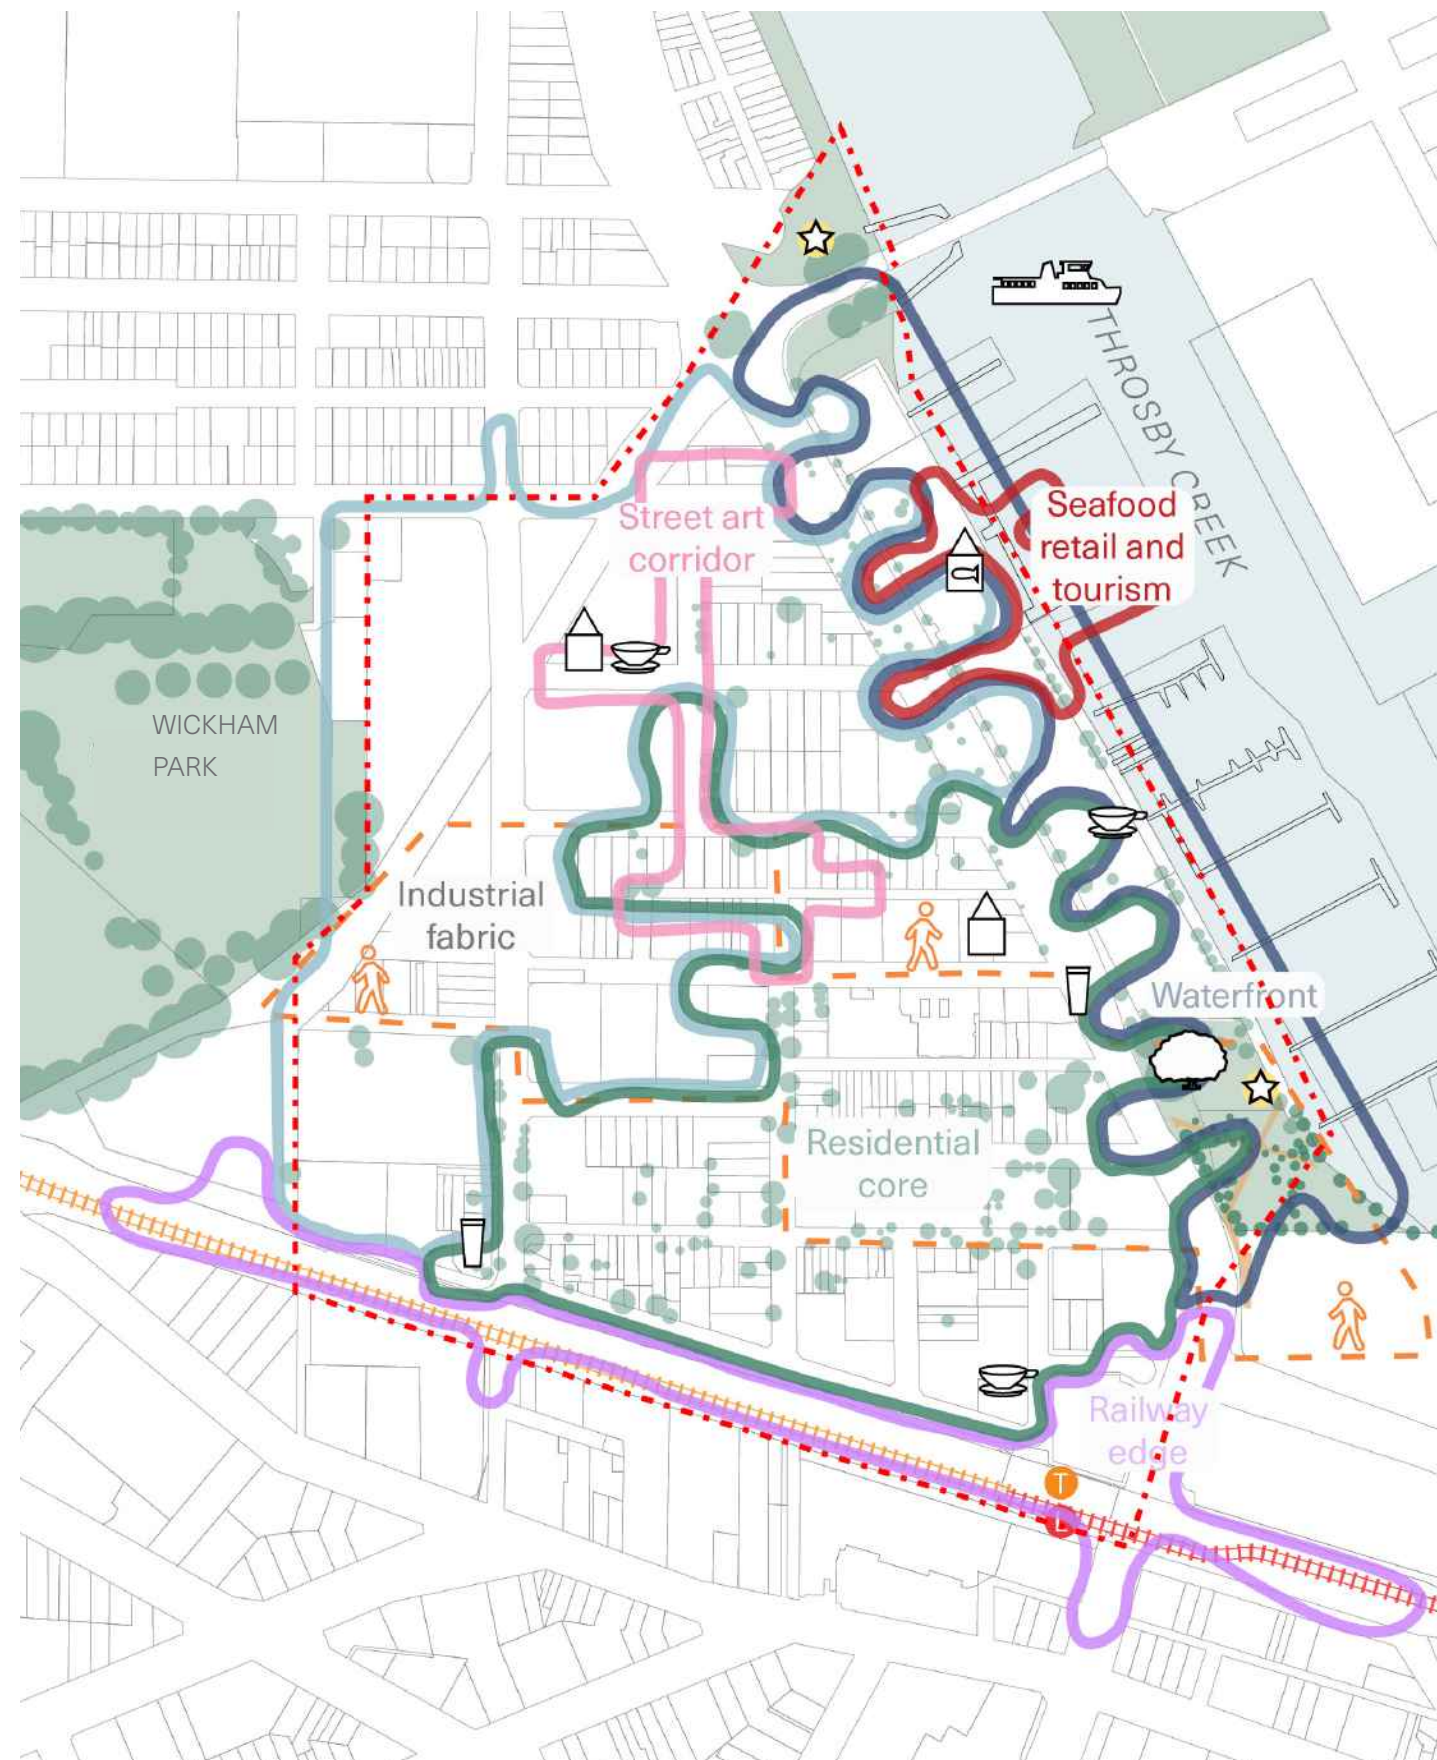 THROSBY CREEK
Seafood
retail and
tourism
Street art
corridor
WICKHAM
PARK
Industrial
fabric
Waterfront
Residential
core
Railway
edge
T
L